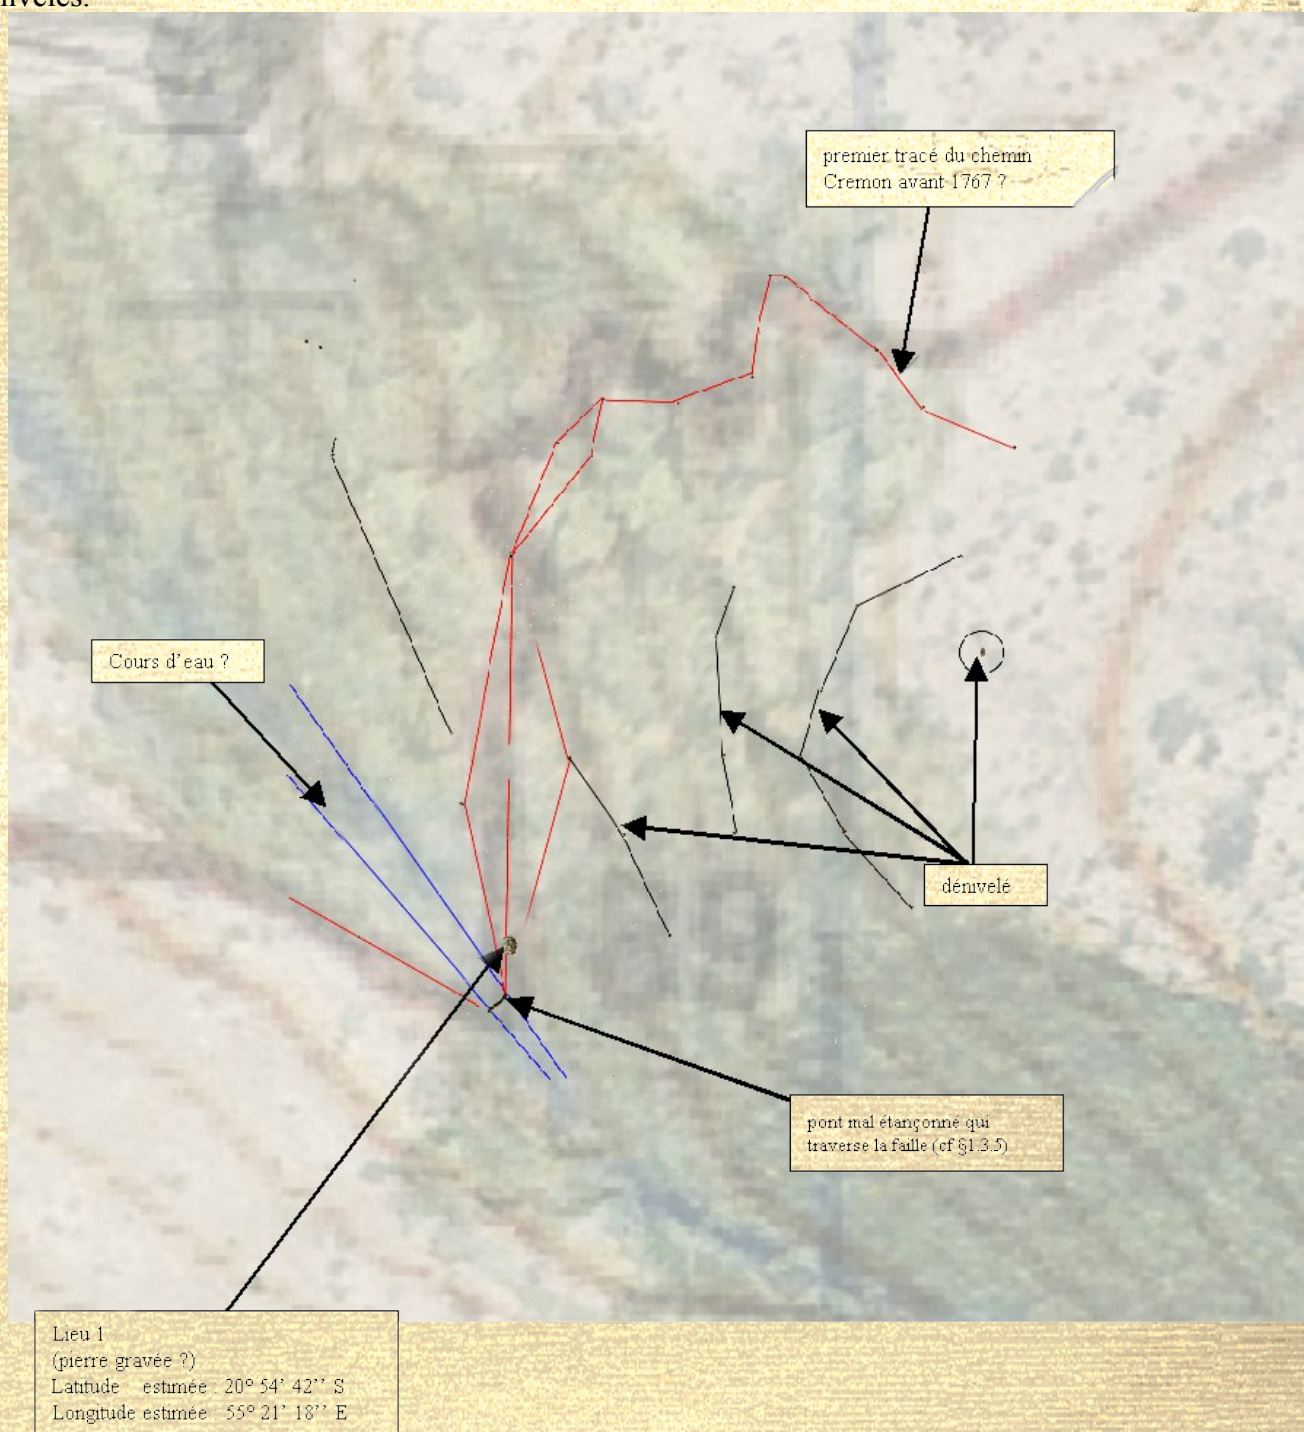 nivelés.
premier tracé du chemin
Cremon avant 1767 ?
Cours d'eau ?
dénivelé
pont mal étançonné qui
traverse la faille (cf §1.3.5)
Lieu 1
(pierre gravée ?)
Latitude estimée : 20° 54' 42'' S
Longitude estimée : 55° 21' 18'' E